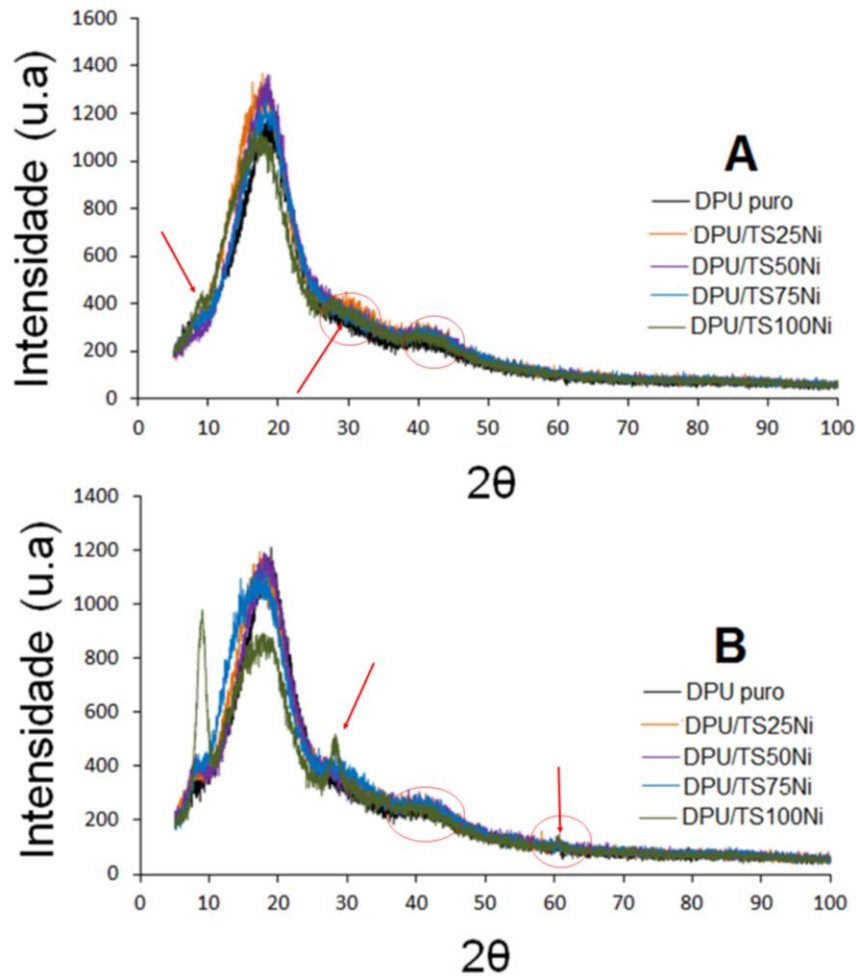 Intensidade (u.a)
1600
1400
1200
1000
800
600
400
200
0
A
DPU puro
DPU/TS25Ni
DPU/TS50Ni
DPU/TS75Ni
DPU/TS100Ni
0 10 20 30 40 50 60 70 80 90 100
2θ
Intensidade (u.a)
1400
1200
1000
800
600
400
200
0
B
DPU puro
DPU/TS25Ni
DPU/TS50Ni
DPU/TS75Ni
DPU/TS100Ni
0 10 20 30 40 50 60 70 80 90 100
2θ